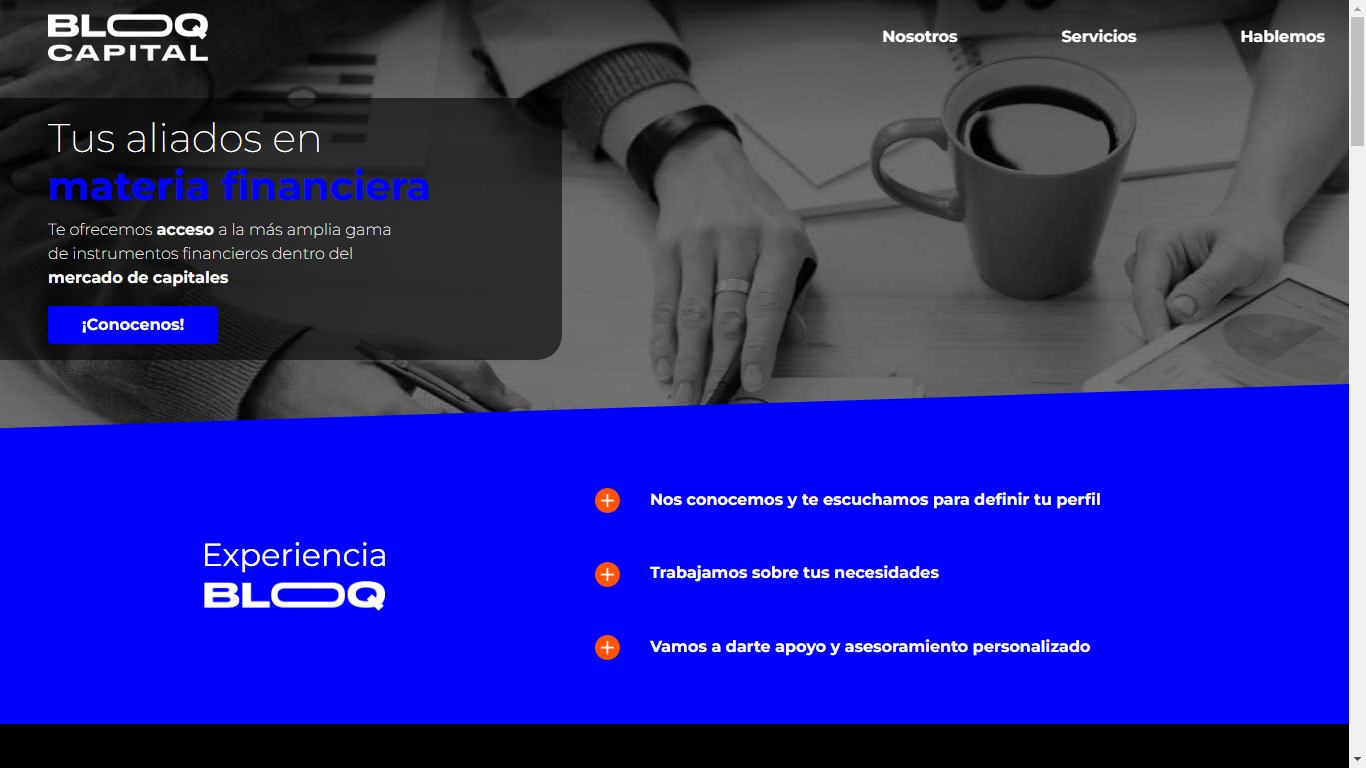 BLOQ
CAPITAL
Nosotros
Servicios
Hablemos
Tus aliados en
materia financiera
Te ofrecemos acceso a la más amplia gama
de instrumentos financieros dentro del
mercado de capitales
¡Conocenos!
Nos conocemos y te escuchamos para definir tu perfil
Experiencia
BLOQ
Trabajamos sobre tus necesidades
Vamos a darte apoyo y asesoramiento personalizado